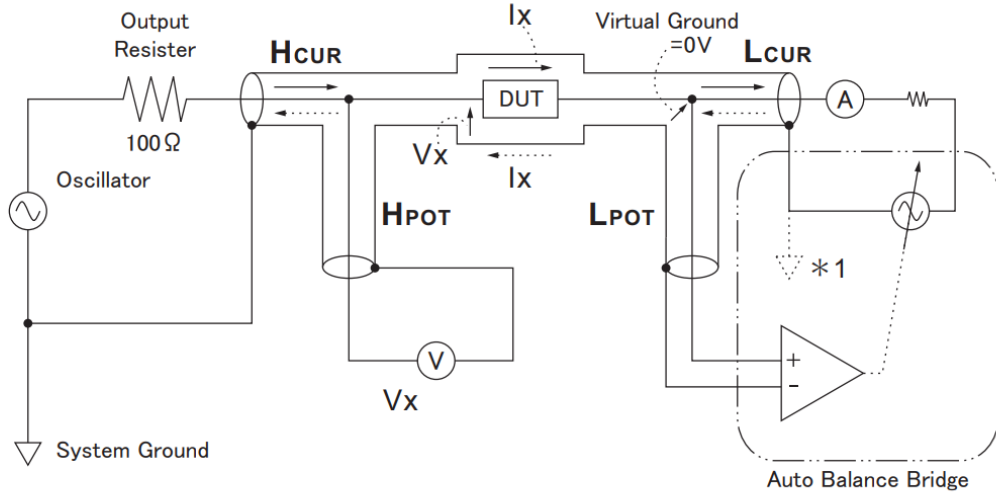 Output
Resister
100Ω
Oscillator
System Ground
HCUR
Ix
DUT
Vx
Ix
Virtual Ground
=0V
LCUR
A
HPOT
LPOT
V
Vx
*1
+
-
Auto Balance Bridge